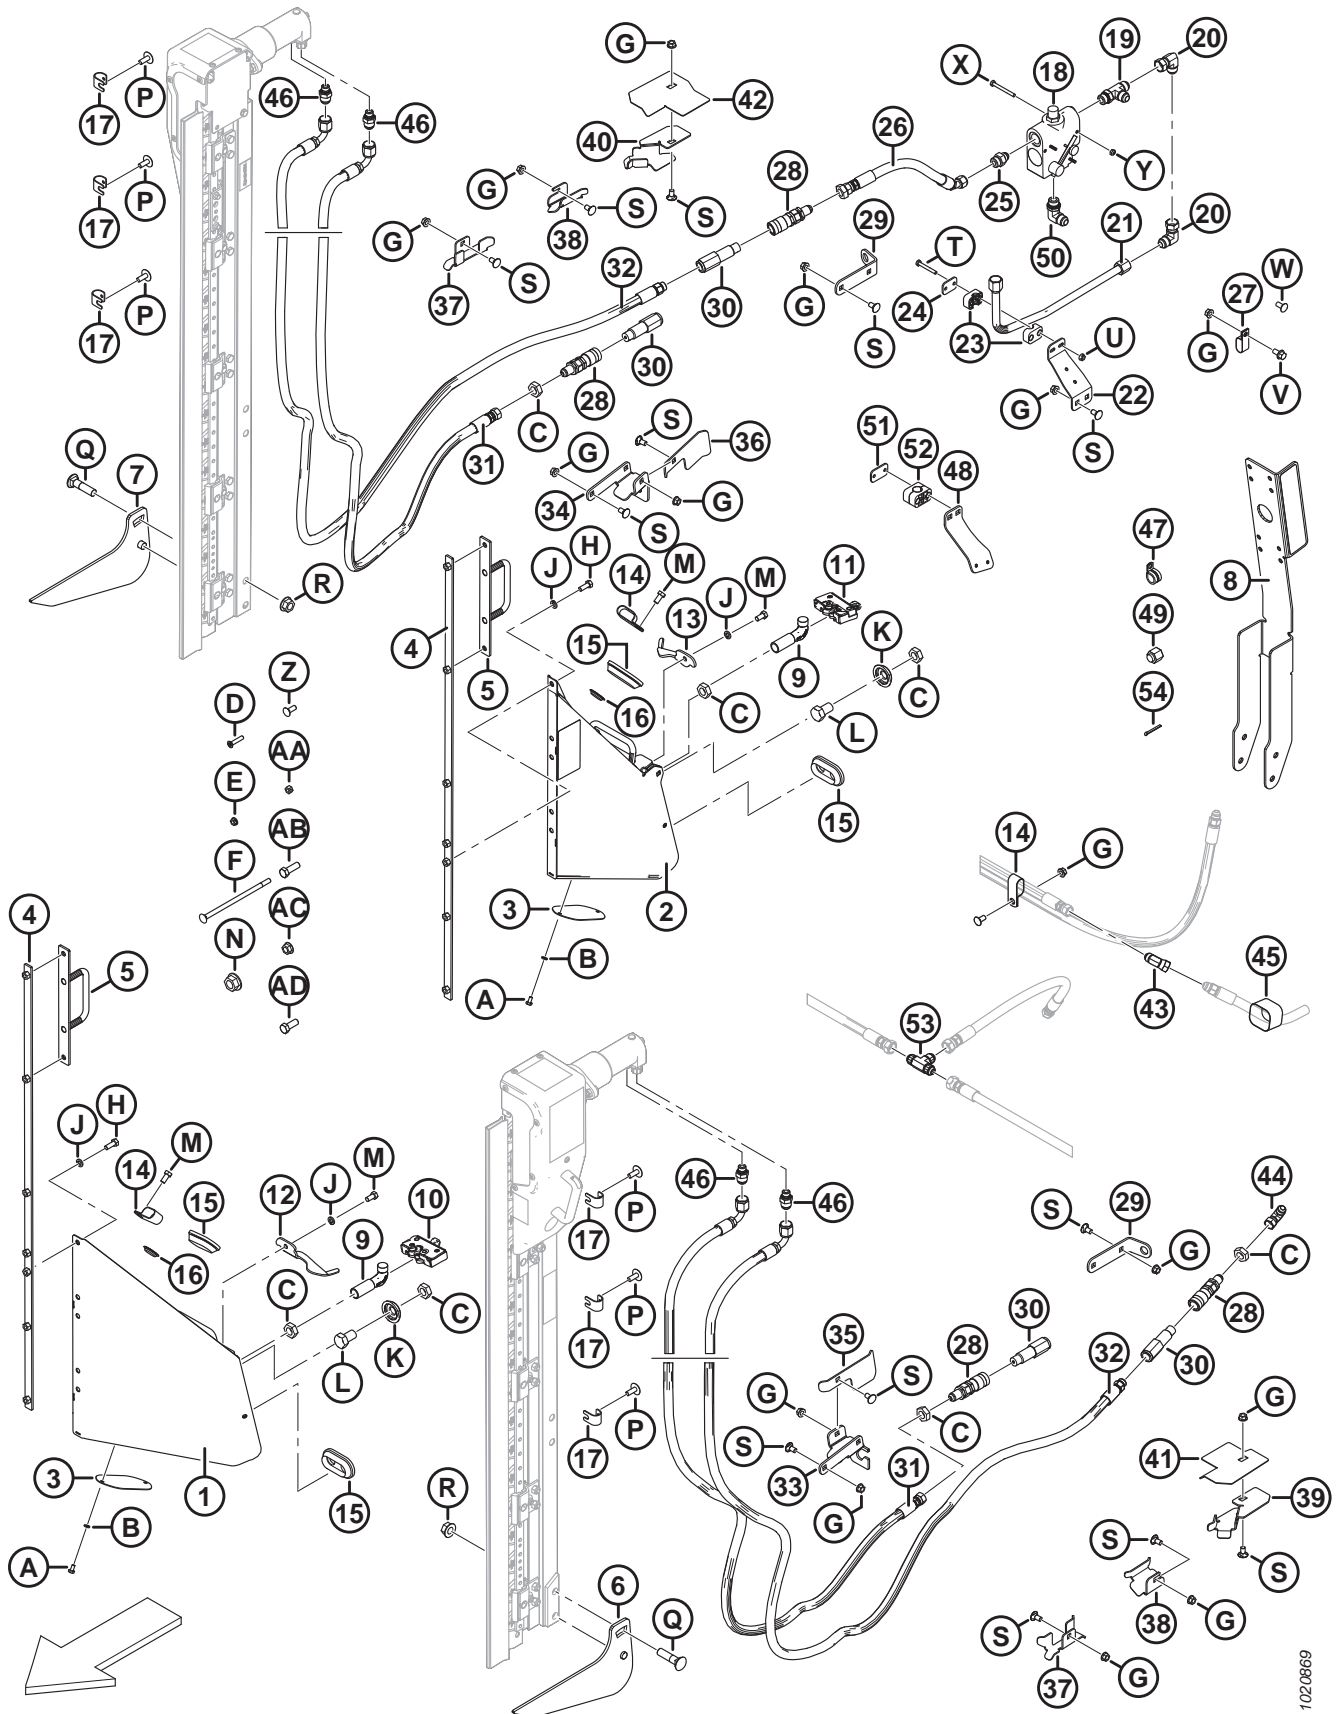 G
19
20
X
18
P
46
42
17
46
26
40
28
Y
25
G
P
S
S
29
50
21
20
17
38
G
T
W
S
32
24
27
P
37
30
G
23
U
G
17
S
22
V
30
28
C
G
S
31
S
36
51
52
48
Q
7
G
34
G
S
47
H
M
11
R
J
14
J
M
8
4
13
K
49
15
9
5
C
Z
16
C
54
D
L
AA
E
15
AB
14
G
F
4
AC
3
2
5
N
B
45
AD
A
43
53
H
J
M
46
44
14
M
46
S
29
15
12
J
10
17
P
9
G
C
16
C
C
28
P
30
K
17
35
28
32
30
L
S
G
G
P
C
S
17
41
3
1
33
31
39
15
R
G
B
S
S
A
6
38
G
Q
S
37
G
1020869